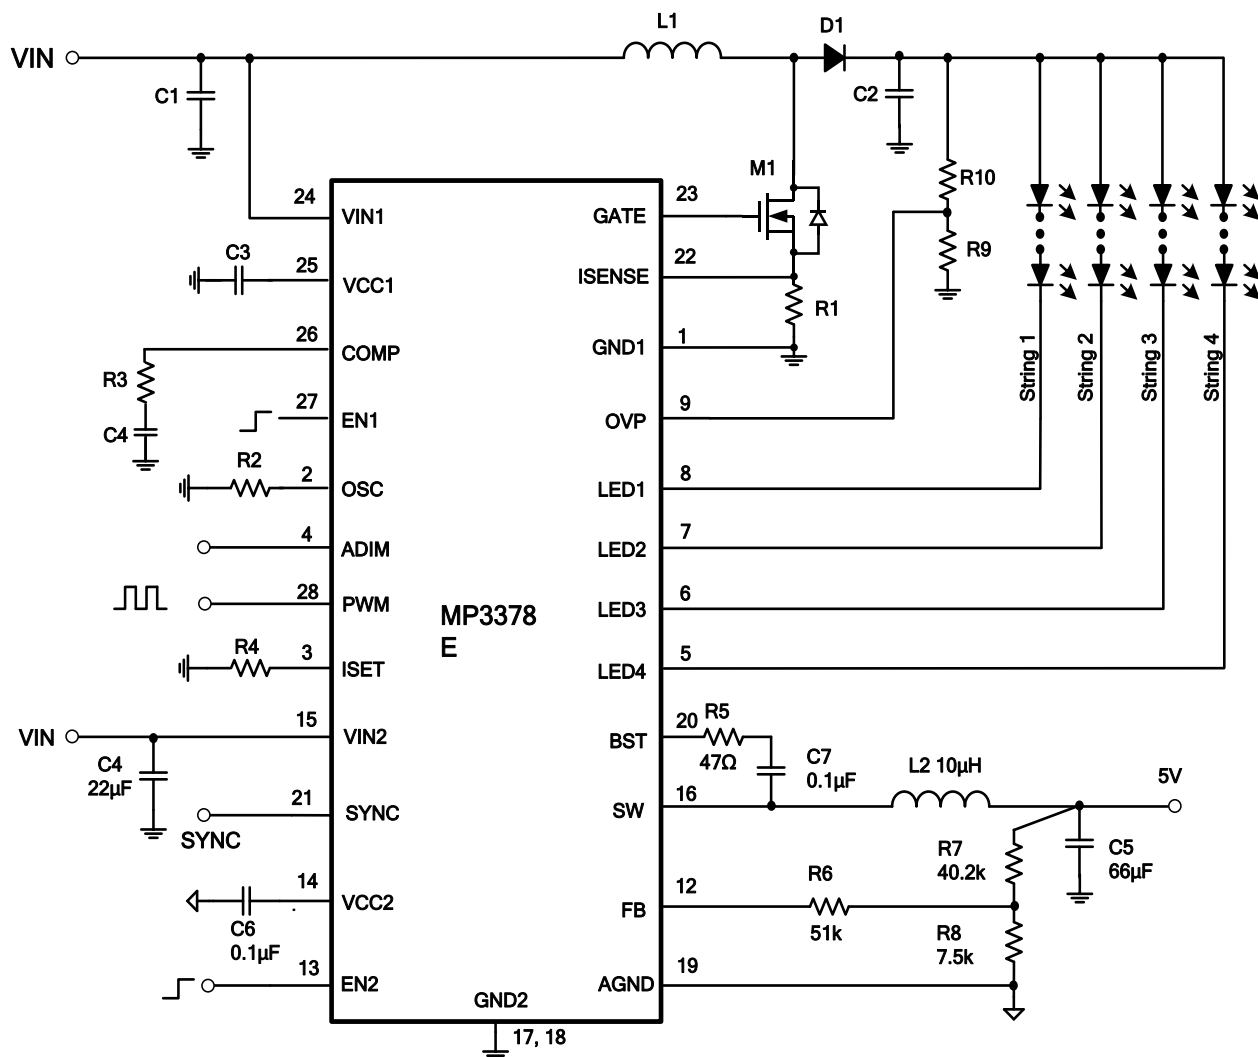 L1
D1
VIN
C1
C2
M1
R10
24
23
VIN1
GATE
C3
25
22
R9
VCC1
ISENSE
R1
26
1
COMP
GND1
R3
String 1
String 2
String 3
String 4
27
9
C4
EN1
OVP
R2
2
8
OSC
LED1
4
7
ADIM
LED2
28
6
PWM
LED3
MP3378
E
R4
3
5
ISET
LED4
15
20
R5
VIN
VIN2
BST
47Ω
C4
22µF
C7
0.1µF
L2 10µH
5V
21
16
SYNC
SW
SYNC
R7
40.2k
C5
66µF
14
12
R6
VCC2
FB
C6
0.1µF
51k
R8
7.5k
13
19
EN2
AGND
GND2
17, 18